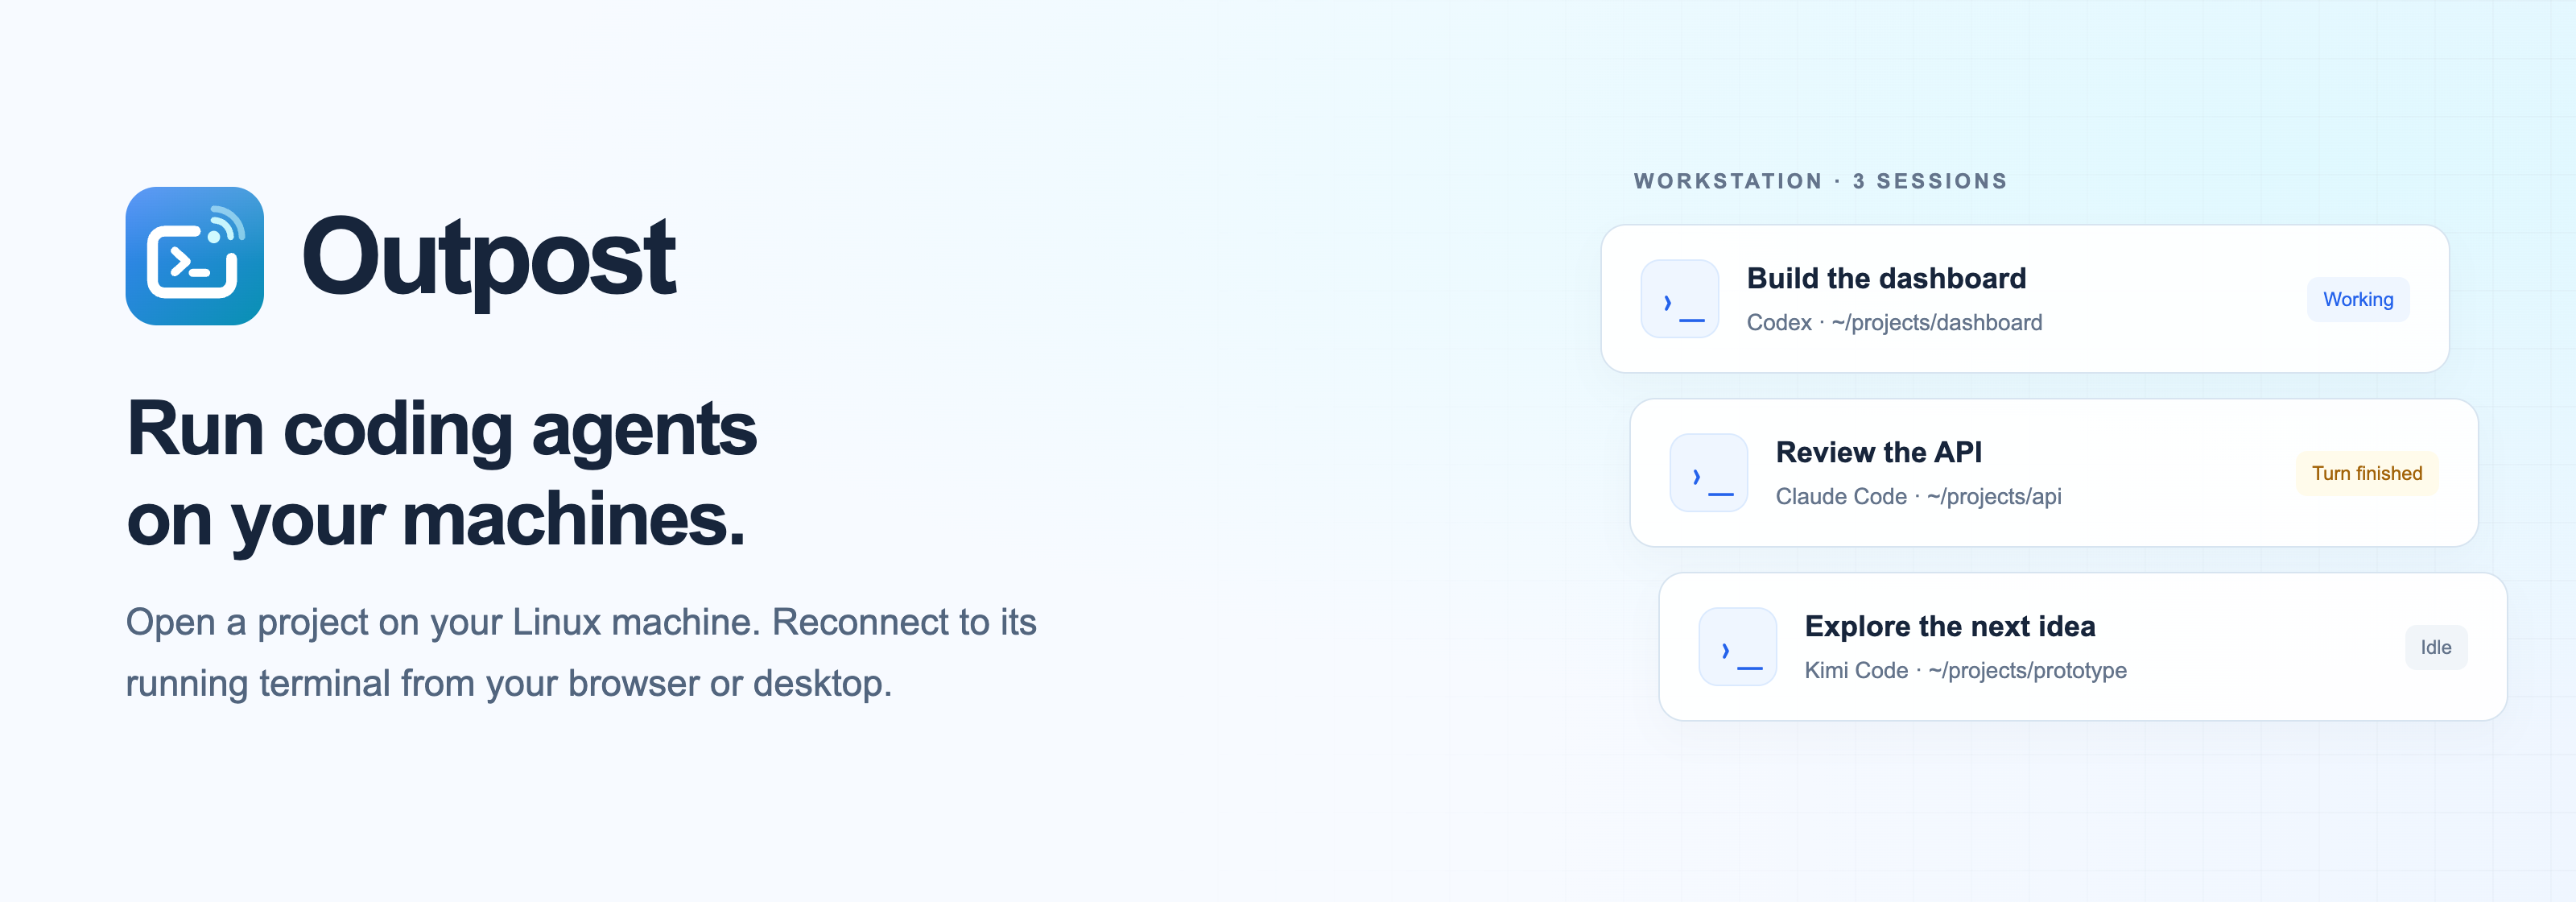 Outpost
Run coding agents
on your machines.
Open a project on your Linux machine. Reconnect to its
running terminal from your browser or desktop.
WORKSTATION · 3 SESSIONS
›_
Build the dashboard
Codex · ~/projects/dashboard
Working
›_
Review the API
Claude Code · ~/projects/api
Turn finished
›_
Explore the next idea
Kimi Code · ~/projects/prototype
Idle